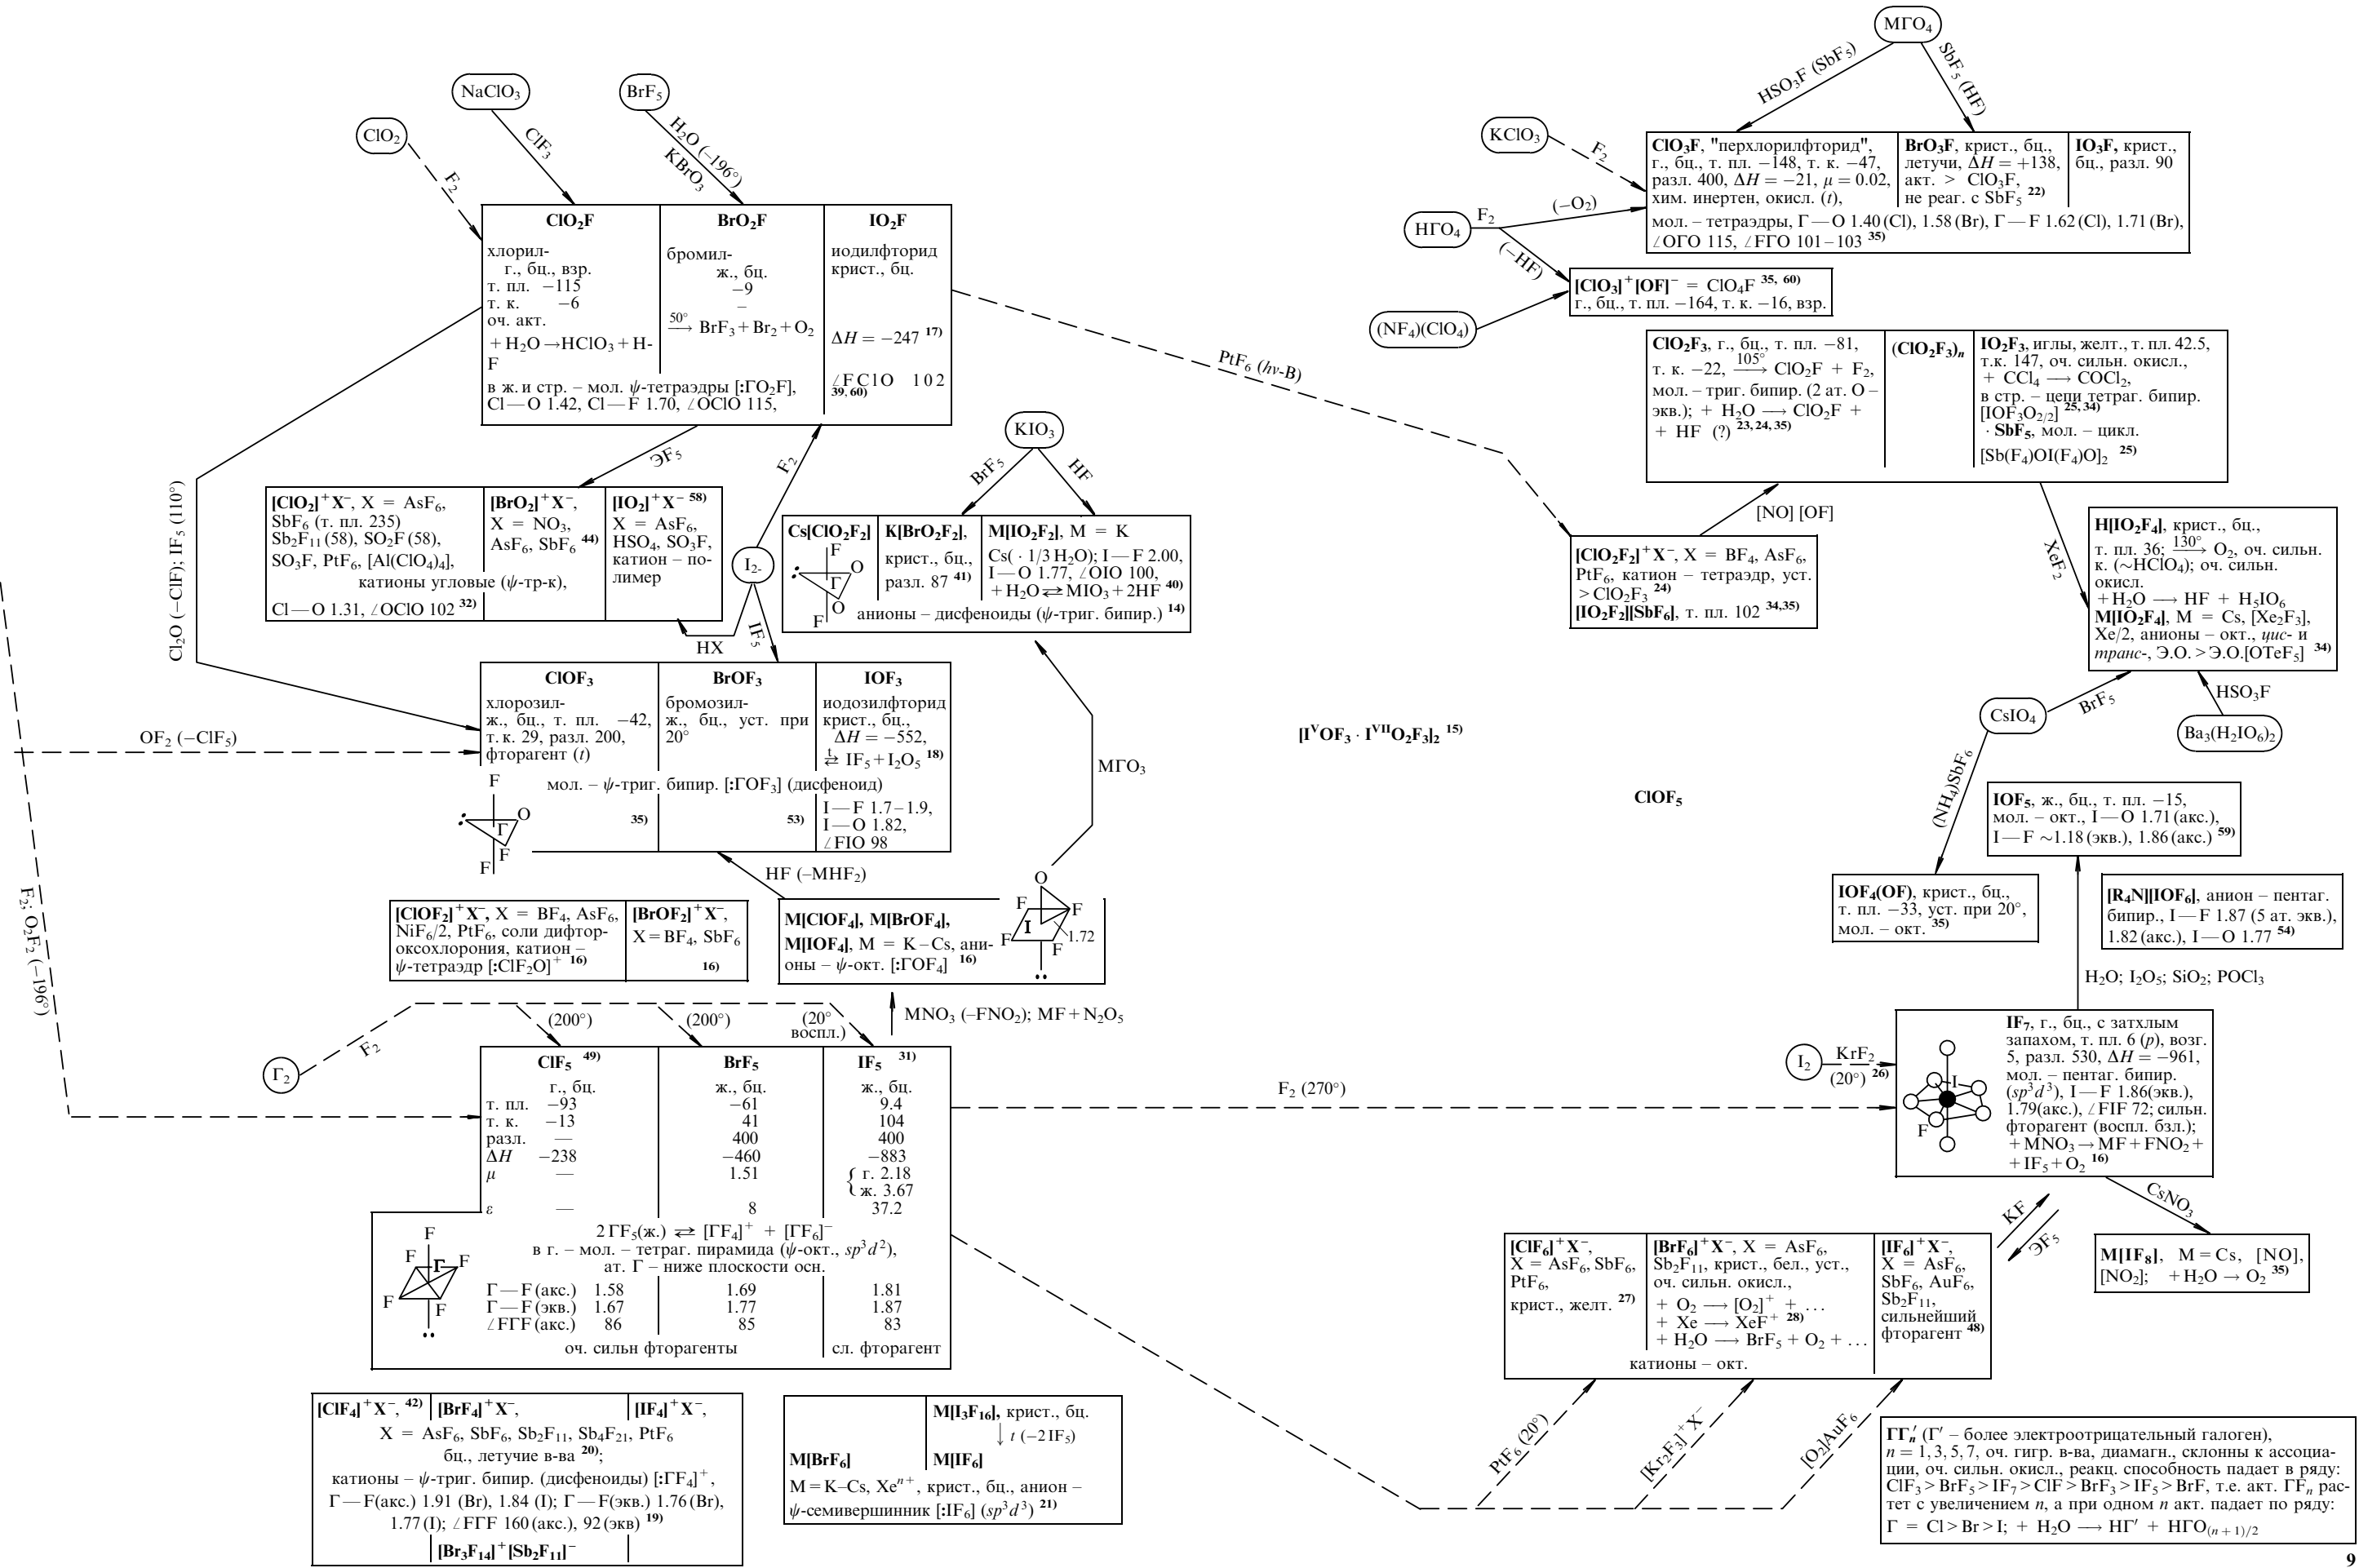 NaClO₃
BrF₅
ClO₂
F₂
ClF₃
H₂O (–196°)
KBrO₃
ClO₂F
хлорил-
г., бц., взр.
т. пл. –115
т. к. –6
оч. акт.
+ H₂O → HClO₃ + H-
F
BrO₂F
бромил-
ж., бц.
–9
–
50° ⟶ BrF₃ + Br₂ + O₂
IO₂F
иодилфторид
крист., бц.
ΔH = –247 ¹⁷⁾
∠FClO 102
³⁹, ⁶⁰⁾
в ж. и стр. – мол. ψ-тетраэдры [:ГO₂F],
Cl — O 1.42, Cl — F 1.70, ∠OClO 115,
Cl₂O (–ClF); IF₅ (110°)
PtF₆ (hν-B)
ЭF₅
F₂
[ClO₂]⁺X⁻, X = AsF₆,
SbF₆ (т. пл. 235)
Sb₂F₁₁ (58), SO₂F (58),
SO₃F, PtF₆, [Al(ClO₄)₄],
[BrO₂]⁺X⁻,
X = NO₃,
AsF₆, SbF₆ ⁴⁴⁾
[IO₂]⁺X⁻ ⁵⁸⁾
X = AsF₆,
HSO₄, SO₃F,
катион – по-
лимер
катионы угловые (ψ-тр-к),
Cl — O 1.31, ∠OClO 102 ³²⁾
I₂-
HX
IF₅
KIO₃
BrF₅
HF
Cs[ClO₂F₂]
F
:
Г
O
O
F
K[BrO₂F₂],
крист., бц.,
разл. 87 ⁴¹⁾
M[IO₂F₂], M = K
Cs( · 1/3 H₂O); I — F 2.00,
I — O 1.77, ∠OIO 100,
+ H₂O ⇄ MIO₃ + 2HF ⁴⁰⁾
анионы – дисфеноиды (ψ-триг. бипир.) ¹⁴⁾
МГO₃
OF₂ (–ClF₅)
F₂; O₂F₂ (–196°)
ClOF₃
хлорозил-
ж., бц., т. пл. –42,
т. к. 29, разл. 200,
фторагент (t)
BrOF₃
бромозил-
ж., бц., уст. при
20°
IOF₃
иодозилфторид
крист., бц.,
ΔH = –552,
t ⇄ IF₅ + I₂O₅ ¹⁸⁾
мол. – ψ-триг. бипир. [:ГOF₃] (дисфеноид)
F
:
Г
O
F
F
³⁵⁾
⁵³⁾
I — F 1.7 – 1.9,
I — O 1.82,
∠FIO 98
HF (–MHF₂)
[ClOF₂]⁺X⁻, X = BF₄, AsF₆,
NiF₆/2, PtF₆, соли дифтор-
оксохлорония, катион –
ψ-тетраэдр [:ClF₂O]⁺ ¹⁶⁾
[BrOF₂]⁺X⁻,
X = BF₄, SbF₆
¹⁶⁾
M[ClOF₄], M[BrOF₄],
M[IOF₄], M = K – Cs, ани-
оны – ψ-окт. [:ГOF₄] ¹⁶⁾
O
F
F
I
F
F
1.72
:
MNO₃ (–FNO₂); MF + N₂O₅
Г₂
F₂
(200°)
(200°)
(20°
воспл.)
ClF₅ ⁴⁹⁾
BrF₅
IF₅ ³¹⁾
г., бц.
ж., бц.
ж., бц.
т. пл. –93 –61 9.4
т. к. –13 41 104
разл. — 400 400
ΔH –238 –460 –883
μ — 1.51 { г. 2.18
ж. 3.67
ε — 8 37.2
2 ГF₅(ж.) ⇄ [ГF₄]⁺ + [ГF₆]⁻
в г. – мол. – тетраг. пирамида (ψ-окт., sp³d²),
ат. Г – ниже плоскости осн.
F
F
Г
F
F
F
:
Г — F (акс.) 1.58 1.69 1.81
Г — F (экв.) 1.67 1.77 1.87
∠FГF (акс.) 86 85 83
оч. сильн фторагенты
сл. фторагент
F₂ (270°)
[ClF₄]⁺X⁻, ⁴²⁾
[BrF₄]⁺X⁻,
[IF₄]⁺X⁻,
X = AsF₆, SbF₆, Sb₂F₁₁, Sb₄F₂₁, PtF₆
бц., летучие в-ва ²⁰⁾;
катионы – ψ-триг. бипир. (дисфеноиды) [:ГF₄]⁺,
Г — F(акс.) 1.91 (Br), 1.84 (I); Г — F(экв.) 1.76 (Br),
1.77 (I); ∠FГF 160 (акс.), 92 (экв) ¹⁹⁾
[Br₃F₁₄]⁺[Sb₂F₁₁]⁻
M[I₃F₁₆], крист., бц.
↓ t (–2 IF₅)
M[BrF₆]
M[IF₆]
M = K–Cs, Xeⁿ⁺, крист., бц., анион –
ψ-семивершинник [:IF₆] (sp³d³) ²¹⁾
МГO₄
HSO₃F (SbF₅)
SbF₅ (HF)
KClO₃
F₂
НГO₄
F₂
(–O₂)
(–HF)
(NF₄)(ClO₄)
ClO₃F, "перхлорилфторид",
г., бц., т. пл. –148, т. к. –47,
разл. 400, ΔH = –21, μ = 0.02,
хим. инертен, окисл. (t),
BrO₃F, крист., бц.,
летучи, ΔH = +138,
акт. > ClO₃F,
не реаг. с SbF₅ ²²⁾
IO₃F, крист.,
бц., разл. 90
мол. – тетраэдры, Г — O 1.40 (Cl), 1.58 (Br), Г — F 1.62 (Cl), 1.71 (Br),
∠OГO 115, ∠FГO 101 – 103 ³⁵⁾
[ClO₃]⁺[OF]⁻ = ClO₄F ³⁵, ⁶⁰⁾
г., бц., т. пл. –164, т. к. –16, взр.
ClO₂F₃, г., бц., т. пл. –81,
т. к. –22, 105° ⟶ ClO₂F + F₂,
мол. – триг. бипир. (2 ат. O –
экв.); + H₂O ⟶ ClO₂F +
+ HF (?) ²³, ²⁴, ³⁵⁾
(ClO₂F₃)ₙ
IO₂F₃, иглы, желт., т. пл. 42.5,
т.к. 147, оч. сильн. окисл.,
+ CCl₄ ⟶ COCl₂,
в стр. – цепи тетраг. бипир.
[IOF₃O₂/₂] ²⁵, ³⁴⁾
· SbF₅, мол. – цикл.
[Sb(F₄)OI(F₄)O]₂ ²⁵⁾
[NO] [OF]
XeF₂
[ClO₂F₂]⁺X⁻, X = BF₄, AsF₆,
PtF₆, катион – тетраэдр, уст.
> ClO₂F₃ ²⁴⁾
[IO₂F₂][SbF₆], т. пл. 102 ³⁴,³⁵⁾
H[IO₂F₄], крист., бц.,
т. пл. 36; 130° ⟶ O₂, оч. сильн.
к. (~HClO₄); оч. сильн.
окисл.
+ H₂O ⟶ HF + H₅IO₆
M[IO₂F₄], M = Cs, [Xe₂F₃],
Xe/2, анионы – окт., цис- и
транс-, Э.О. > Э.О.[OTeF₅] ³⁴⁾
[IⱽOF₃ · IⱽᴵᴵO₂F₃]₂ ¹⁵⁾
ClOF₅
CsIO₄
BrF₅
HSO₃F
Ba₃(H₂IO₆)₂
(NH₄)SbF₆
IOF₅, ж., бц., т. пл. –15,
мол. – окт., I — O 1.71 (акс.),
I — F ~1.18 (экв.), 1.86 (акс.) ⁵⁹⁾
IOF₄(OF), крист., бц.,
т. пл. –33, уст. при 20°,
мол. – окт. ³⁵⁾
[R₄N][IOF₆], анион – пентаг.
бипир., I — F 1.87 (5 ат. экв.),
1.82 (акс.), I — O 1.77 ⁵⁴⁾
H₂O; I₂O₅; SiO₂; POCl₃
I₂
KrF₂
(20°) ²⁶⁾
I
F
IF₇, г., бц., с затхлым
запахом, т. пл. 6 (p), возг.
5, разл. 530, ΔH = –961,
мол. – пентаг. бипир.
(sp³d³), I — F 1.86(экв.),
1.79(акс.), ∠FIF 72; сильн.
фторагент (воспл. бзл.);
+ MNO₃ → MF + FNO₂ +
+ IF₅ + O₂ ¹⁶⁾
KF
ЭF₅
CsNO₃
M[IF₈], M = Cs, [NO],
[NO₂]; + H₂O → O₂ ³⁵⁾
[ClF₆]⁺X⁻,
X = AsF₆, SbF₆,
PtF₆,
крист., желт. ²⁷⁾
[BrF₆]⁺X⁻, X = AsF₆,
Sb₂F₁₁, крист., бел., уст.,
оч. сильн. окисл.,
+ O₂ ⟶ [O₂]⁺ + …
+ Xe ⟶ XeF⁺ ²⁸⁾
+ H₂O ⟶ BrF₅ + O₂ + …
[IF₆]⁺X⁻,
X = AsF₆,
SbF₆, AuF₆,
Sb₂F₁₁,
сильнейший
фторагент ⁴⁸⁾
катионы – окт.
PtF₆ (20°)
[Kr₂F₃]⁺X⁻
[O₂]AuF₆
ГГ′ₙ (Г′ – более электроотрицательный галоген),
n = 1, 3, 5, 7, оч. гигр. в-ва, диамагн., склонны к ассоциа-
ции, оч. сильн. окисл., реакц. способность падает в ряду:
ClF₃ > BrF₅ > IF₇ > ClF > BrF₃ > IF₅ > BrF, т.е. акт. ГFₙ рас-
тет с увеличением n, а при одном n акт. падает по ряду:
Г = Cl > Br > I; + H₂O ⟶ HГ′ + HГO₍ₙ ₊ ₁₎/₂
9